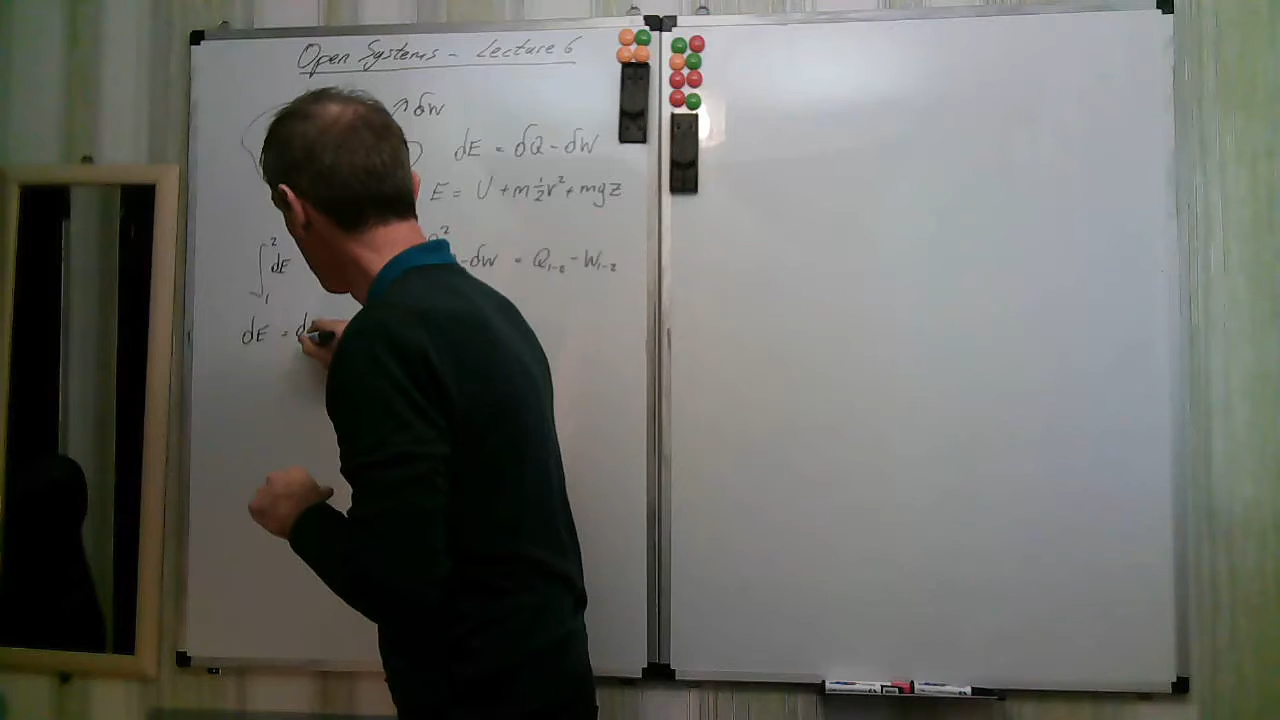 Open Systems - Lecture 6
↗ δW
dE = δQ - δW
E = U + m½v² + mgz
∫₁² dE
² - δW = Q₁₋₂ - W₁₋₂
dE = d